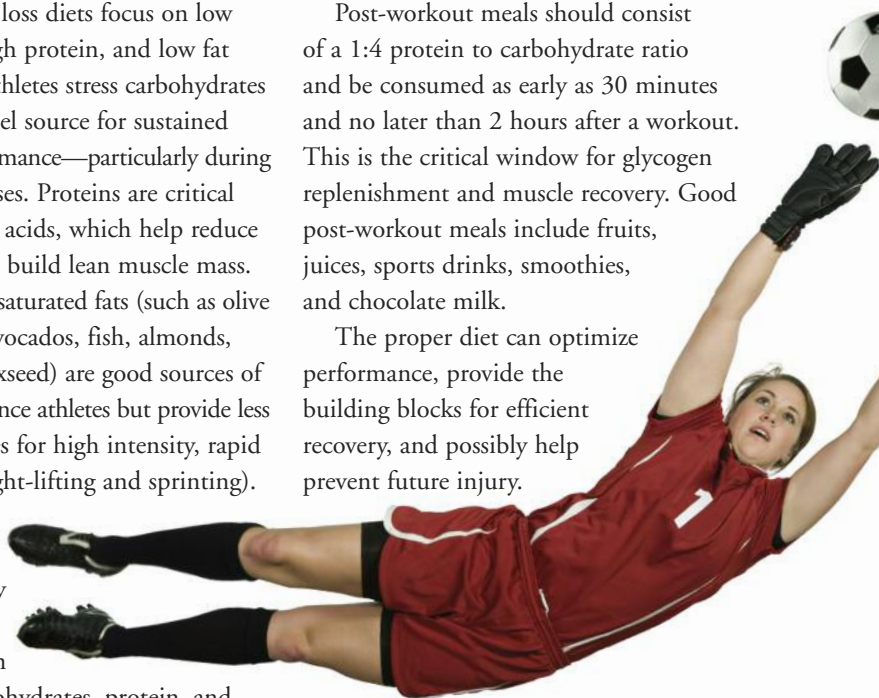 loss diets focus on low
gh protein, and low fat
hletes stress carbohydrates
el source for sustained
mance—particularly during
ses. Proteins are critical
acids, which help reduce
build lean muscle mass.
saturated fats (such as olive
vocados, fish, almonds,
xseed) are good sources of
nce athletes but provide less
s for high intensity, rapid
ght-lifting and sprinting).
y
n
ohydrates, protein, and
Post-workout meals should consist
of a 1:4 protein to carbohydrate ratio
and be consumed as early as 30 minutes
and no later than 2 hours after a workout.
This is the critical window for glycogen
replenishment and muscle recovery. Good
post-workout meals include fruits,
juices, sports drinks, smoothies,
and chocolate milk.
The proper diet can optimize
performance, provide the
building blocks for efficient
recovery, and possibly help
prevent future injury.
1